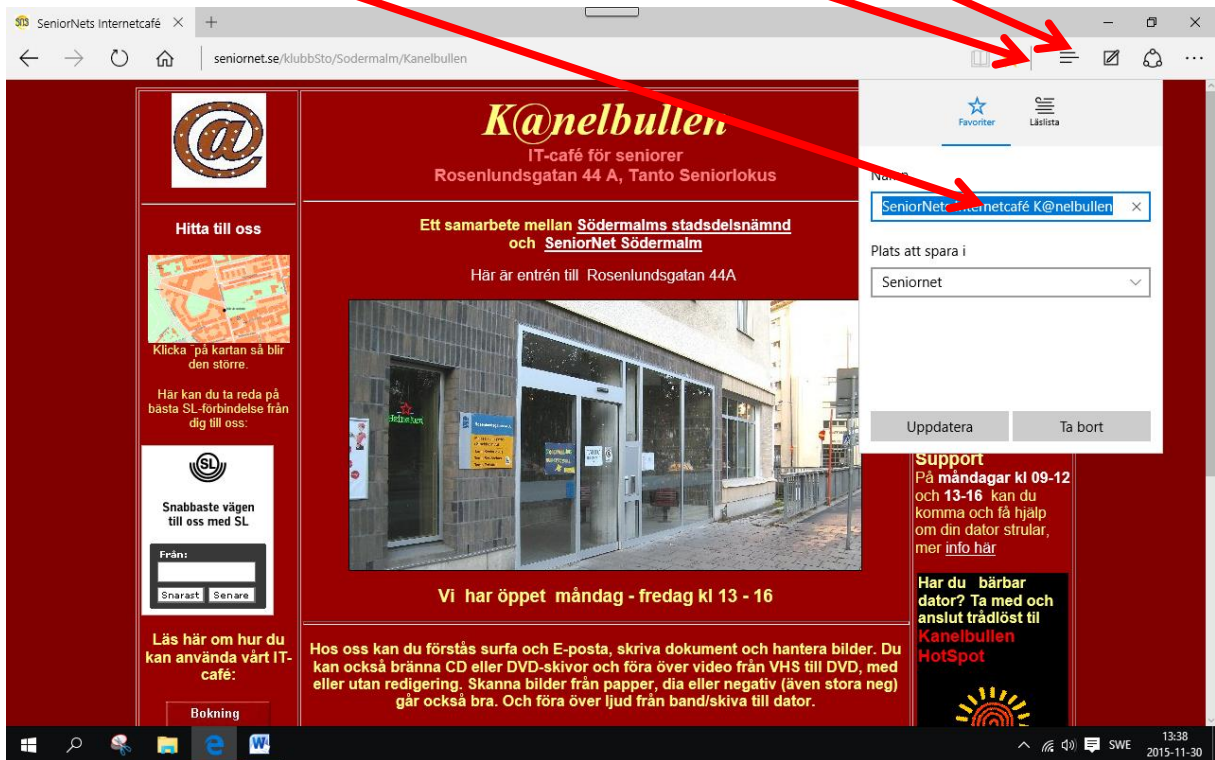 SeniorNets Internetcafé
seniornet.se/klubbSto/Sodermalm/Kanelbullen
K@nelbullen
IT-café för seniorer
Rosenlundsgatan 44 A, Tanto Seniorlokus
Hitta till oss
Klicka på kartan så blir
den större.
Här kan du ta reda på
bästa SL-förbindelse från
dig till oss:
SL
Snabbaste vägen
till oss med SL
Från:
Snarast Senare
Läs här om hur du
kan använda vårt IT-
café:
Bokning
Ett samarbete mellan Södermalms stadsdelsnämnd
och SeniorNet Södermalm
Här är entrén till Rosenlundsgatan 44A
Vi har öppet måndag - fredag kl 13 - 16
Hos oss kan du förstås surfa och E-posta, skriva dokument och hantera bilder. Du
kan också bränna CD eller DVD-skivor och föra över video från VHS till DVD, med
eller utan redigering. Skanna bilder från papper, dia eller negativ (även stora neg)
går också bra. Och föra över ljud från band/skiva till dator.
Favoriter Läslista
Namn
SeniorNets Internetcafé K@nelbullen
Plats att spara i
Seniornet
Uppdatera Ta bort
Support
På måndagar kl 09-12
och 13-16 kan du
komma och få hjälp
om din dator strular,
mer info här
Har du bärbar
dator? Ta med och
anslut trådlöst til
Kanelbullen
HotSpot
SWE
13:38
2015-11-30